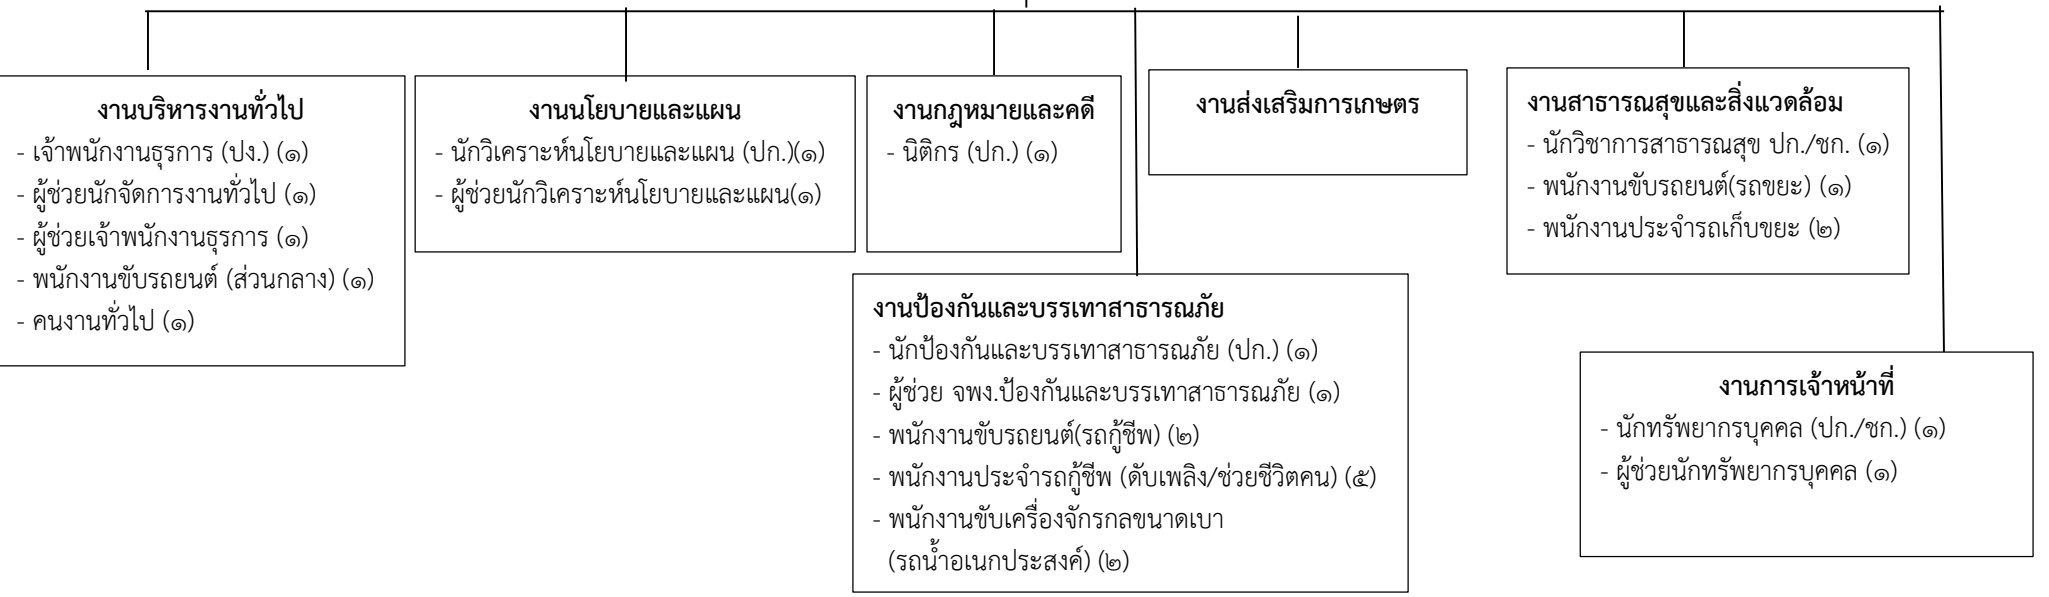 งานบริหารงานทั่วไป
- เจ้าพนักงานธุรการ (ปง.) (๑)
- ผู้ช่วยนักจัดการงานทั่วไป (๑)
- ผู้ช่วยเจ้าพนักงานธุรการ (๑)
- พนักงานขับรถยนต์ (ส่วนกลาง) (๑)
- คนงานทั่วไป (๑)
งานนโยบายและแผน
- นักวิเคราะห์นโยบายและแผน (ปก.)(๑)
- ผู้ช่วยนักวิเคราะห์นโยบายและแผน(๑)
งานกฎหมายและคดี
- นิติกร (ปก.) (๑)
งานส่งเสริมการเกษตร
งานสาธารณสุขและสิ่งแวดล้อม
- นักวิชาการสาธารณสุข ปก./ชก. (๑)
- พนักงานขับรถยนต์(รถขยะ) (๑)
- พนักงานประจำรถเก็บขยะ (๒)
งานป้องกันและบรรเทาสาธารณภัย
- นักป้องกันและบรรเทาสาธารณภัย (ปก.) (๑)
- ผู้ช่วย จพง.ป้องกันและบรรเทาสาธารณภัย (๑)
- พนักงานขับรถยนต์(รถกู้ชีพ) (๒)
- พนักงานประจำรถกู้ชีพ (ดับเพลิง/ช่วยชีวิตคน) (๕)
- พนักงานขับเครื่องจักรกลขนาดเบา
(รถน้ำอเนกประสงค์) (๒)
งานการเจ้าหน้าที่
- นักทรัพยากรบุคคล (ปก./ชก.) (๑)
- ผู้ช่วยนักทรัพยากรบุคคล (๑)